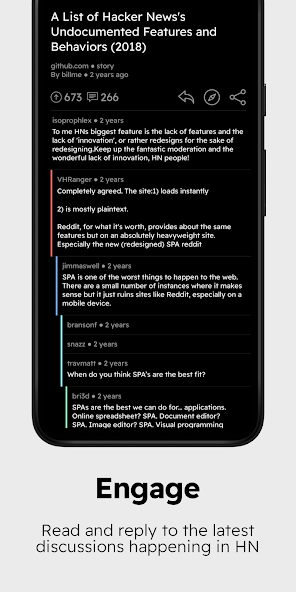 A List of Hacker News's
Undocumented Features and
Behaviors (2018)
github.com • story
By billme • 2 years ago
673 266
isoprophlex • 2 years
To me HNs biggest feature is the lack of features and the
lack of 'innovation', or rather redesigns for the sake of
redesigning.Keep up the fantastic moderation and the
wonderful lack of innovation, HN people!
VHRanger • 2 years
Completely agreed. The site:1) loads instantly
2) is mostly plaintext.
Reddit, for what it's worth, provides about the same
features but on an absolutely heavyweight site.
Especially the new (redesigned) SPA reddit
jimmaswell • 2 years
SPA is one of the worst things to happen to the web.
There are a small number of instances where it makes
sense but it just ruins sites like Reddit, especially on a
mobile device.
bransonf • 2 years
snazz • 2 years
travmatt • 2 years
When do you think SPA's are the best fit?
bri3d • 2 years
SPAs are the best we can do for... applications.
Online spreadsheet? SPA. Document editor?
SPA. Image editor? SPA. Visual programming
Engage
Read and reply to the latest
discussions happening in HN